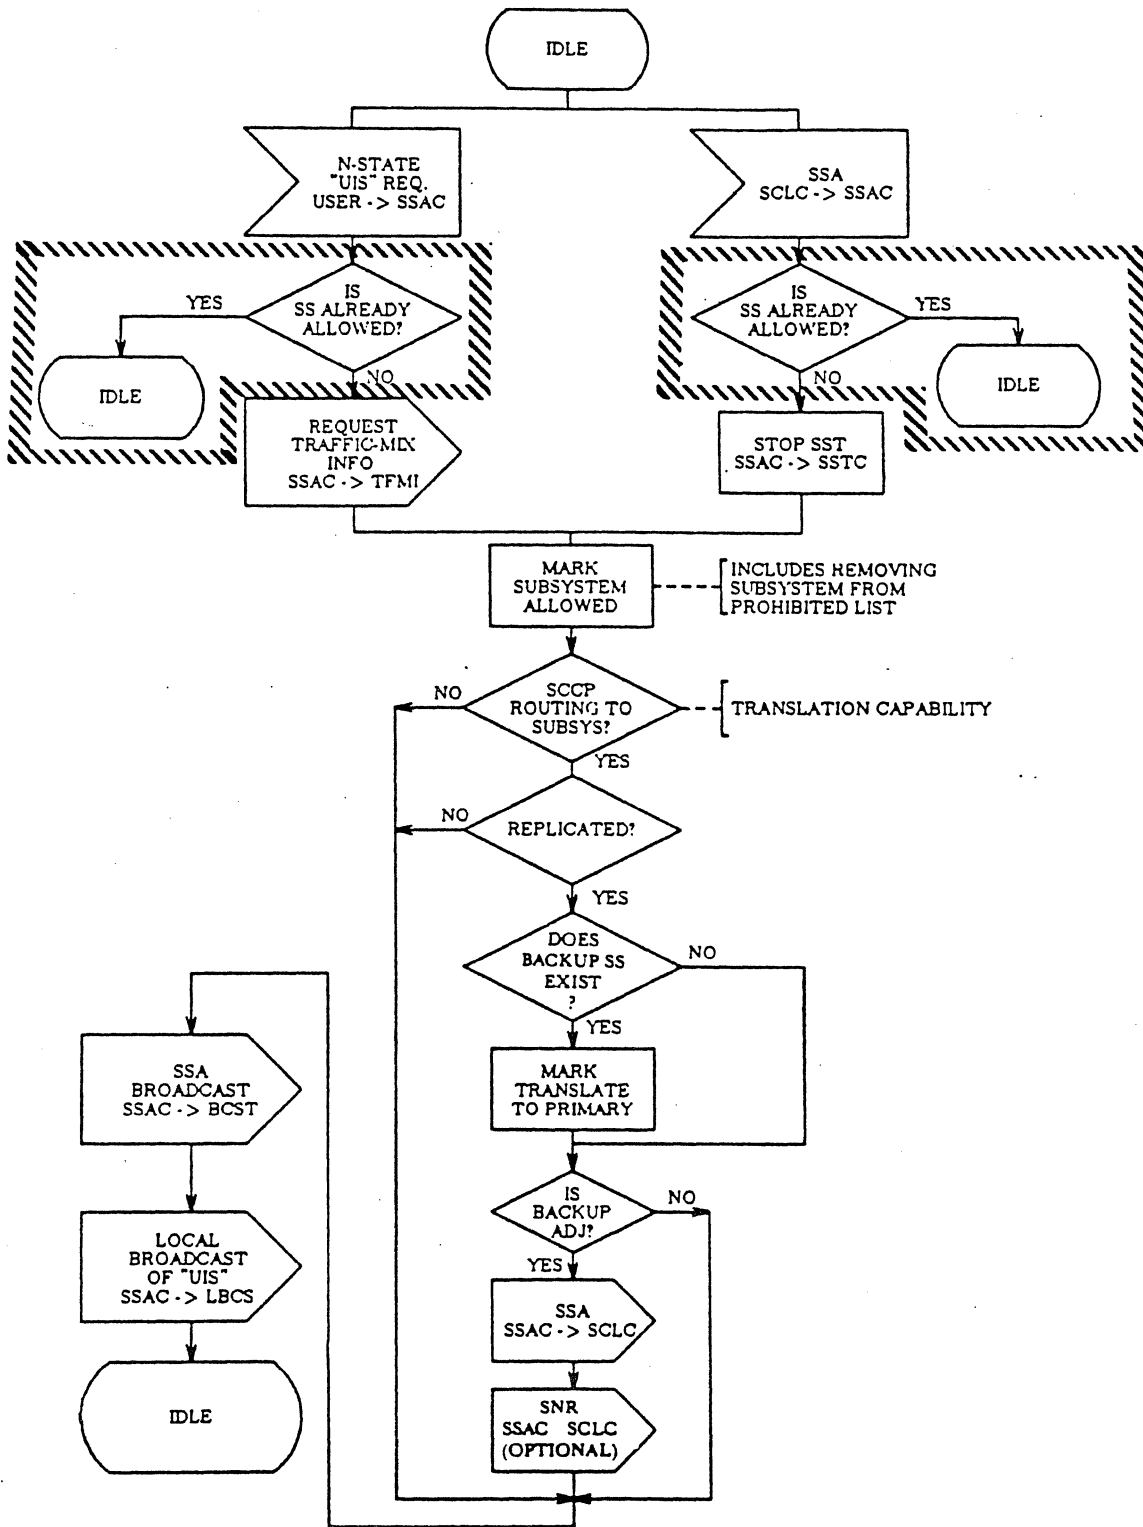 IDLE
N-STATE
"UIS" REQ.
USER -> SSAC
SSA
SCLC -> SSAC
IS
SS ALREADY
ALLOWED?
YES
NO
IDLE
IS
SS ALREADY
ALLOWED?
YES
NO
IDLE
REQUEST
TRAFFIC-MIX
INFO
SSAC -> TFMI
STOP SST
SSAC -> SSTC
MARK
SUBSYSTEM
ALLOWED
INCLUDES REMOVING
SUBSYSTEM FROM
PROHIBITED LIST
SCCP
ROUTING TO
SUBSYS?
NO
YES
TRANSLATION CAPABILITY
REPLICATED?
NO
YES
DOES
BACKUP SS
EXIST
?
NO
YES
MARK
TRANSLATE
TO PRIMARY
IS
BACKUP
ADJ?
NO
YES
SSA
SSAC -> SCLC
SNR
SSAC SCLC
(OPTIONAL)
SSA
BROADCAST
SSAC -> BCST
LOCAL
BROADCAST
OF "UIS"
SSAC -> LBCS
IDLE